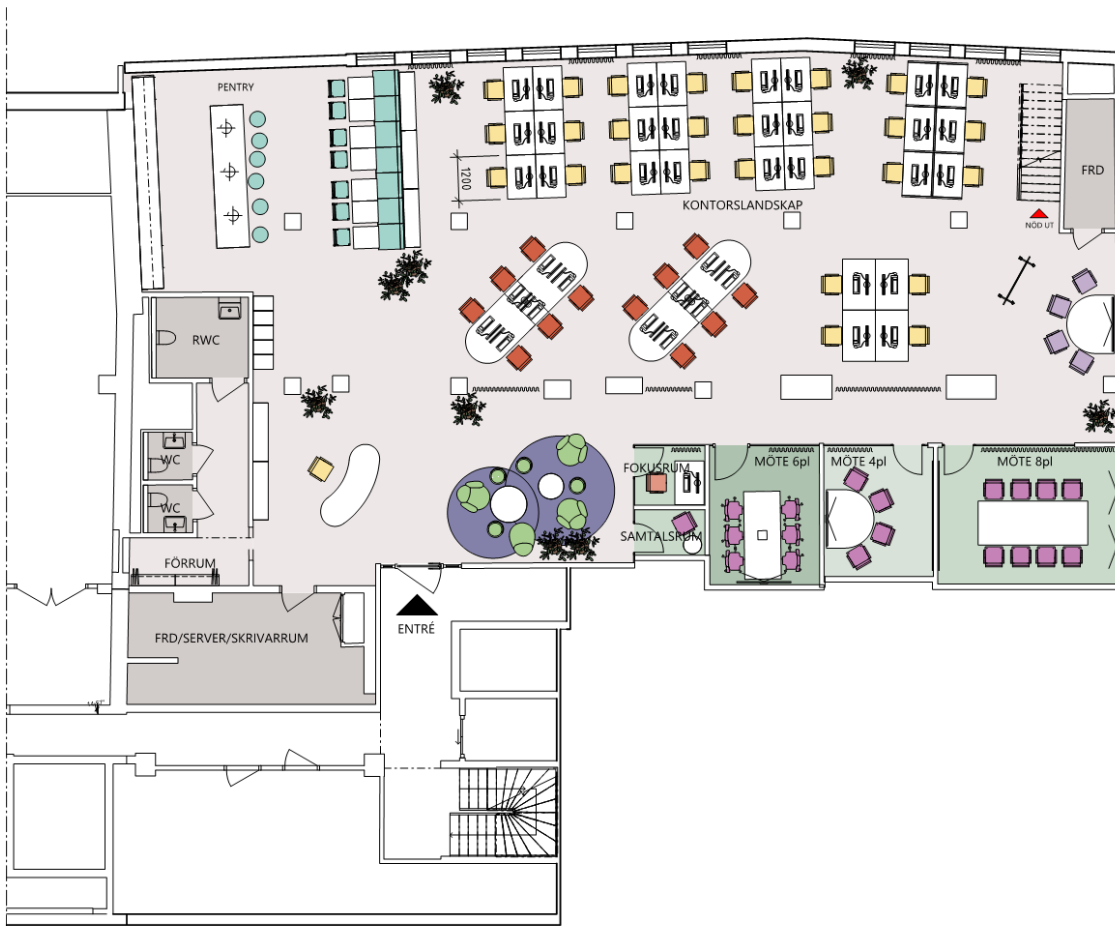 PENTRY
1200
KONTORSLANDSKAP
FRD
NÖD UT
RWC
WC
WC
FÖRRUM
FOKUSRUM
SAMTALSRUM
MÖTE 6pl
MÖTE 4pl
MÖTE 8pl
FRD/SERVER/SKRIVARRUM
ENTRÉ